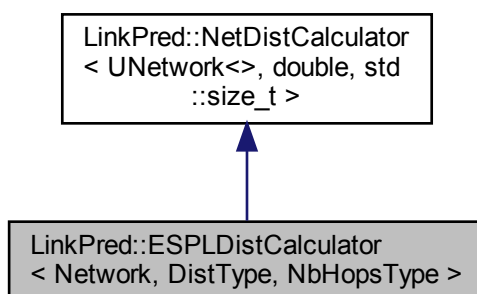 LinkPred::NetDistCalculator
< UNetwork<>, double, std
::size_t >
LinkPred::ESPLDistCalculator
< Network, DistType, NbHopsType >